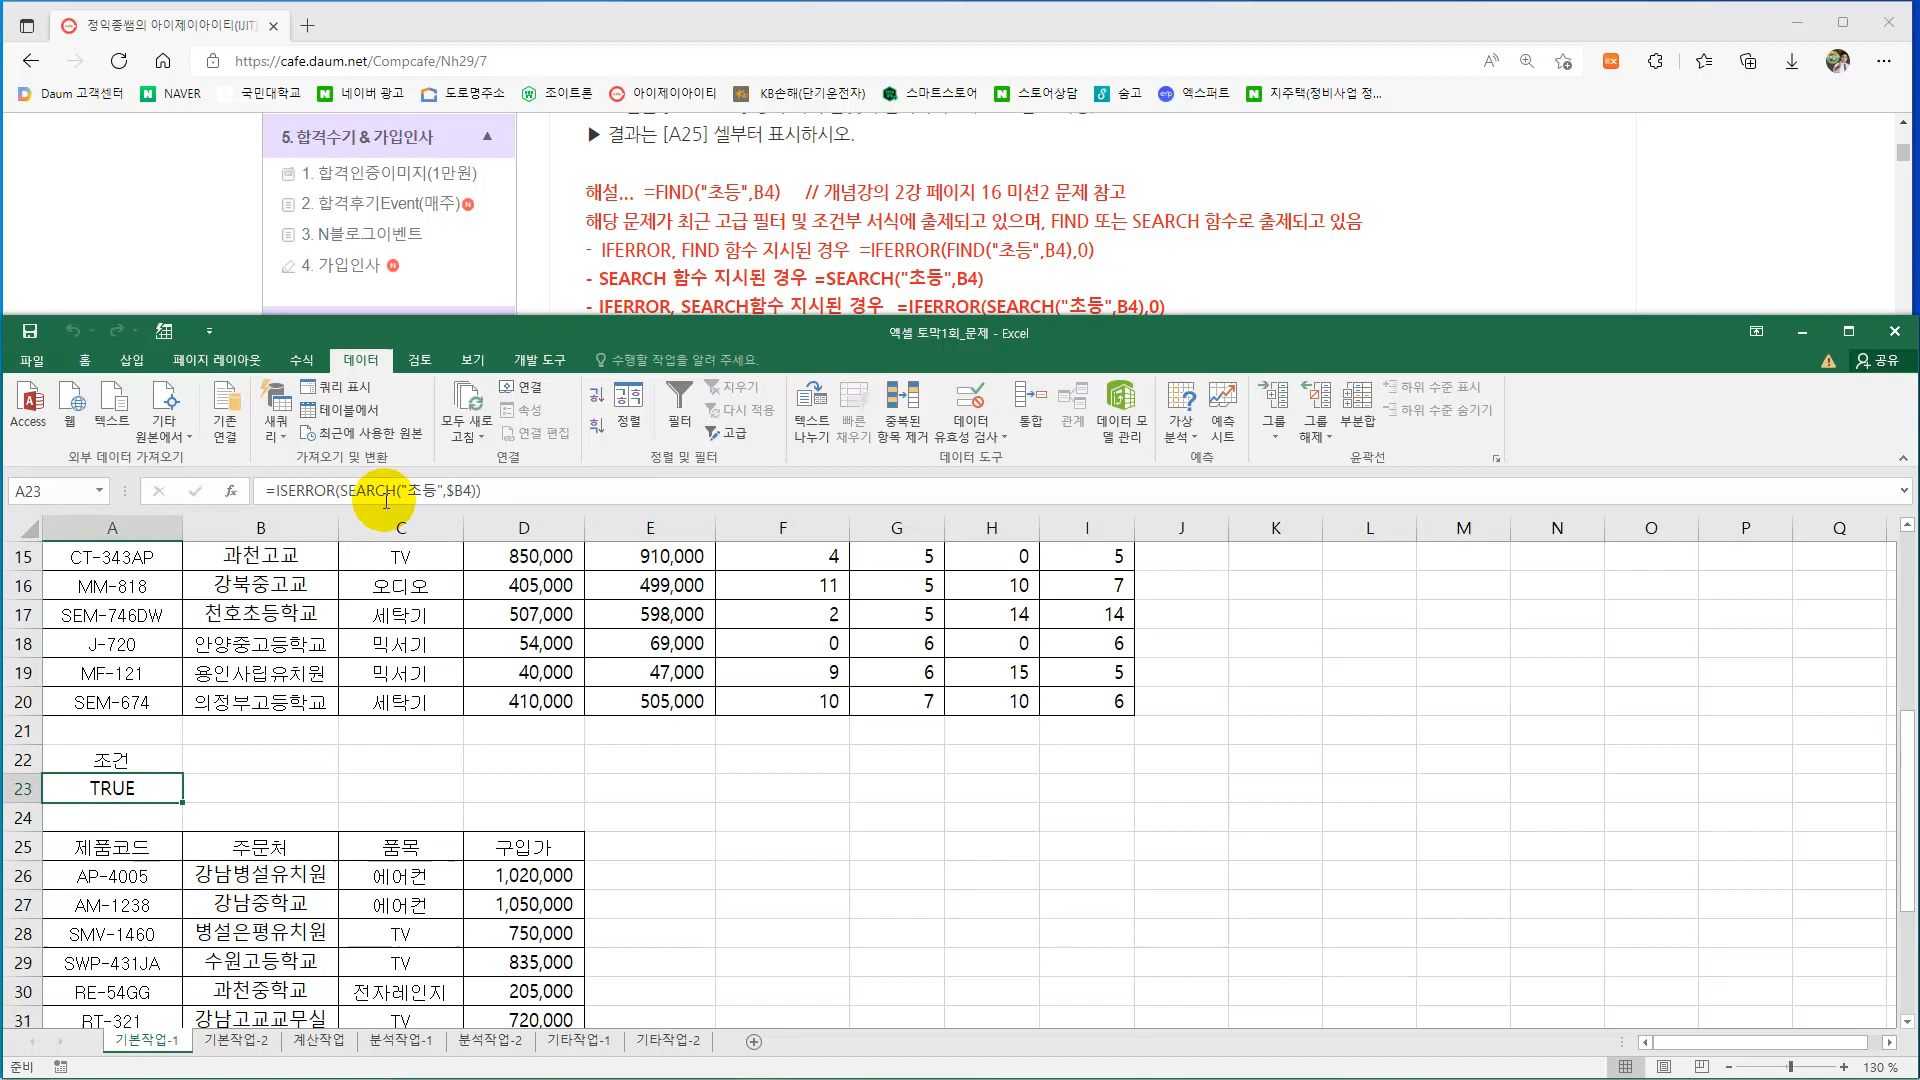 정익종쌤의 아이제이아이티(IJIT)
https://cafe.daum.net/Compcafe/Nh29/7
Daum 고객센터 NAVER 국민대학교 네이버 광고 도로명주소 조이트론 아이제이아이티 KB손해(단기운전자) 스마트스토어 스토어상담 숨고 엑스퍼트 지주택(정비사업 정...
5. 합격수기 & 가입인사 ▲
1. 합격인증이미지(1만원)
2. 합격후기Event(매주) N
3. N블로그이벤트
4. 가입인사 N
▶ 결과는 [A25] 셀부터 표시하시오.
해설... =FIND("초등",B4) // 개념강의 2강 페이지 16 미션2 문제 참고
해당 문제가 최근 고급 필터 및 조건부 서식에 출제되고 있으며, FIND 또는 SEARCH 함수로 출제되고 있음
- IFERROR, FIND 함수 지시된 경우 =IFERROR(FIND("초등",B4),0)
- SEARCH 함수 지시된 경우 =SEARCH("초등",B4)
- IFERROR, SEARCH함수 지시된 경우 =IFERROR(SEARCH("초등",B4),0)
엑셀 토막1회_문제 - Excel
파일 홈 삽입 페이지 레이아웃 수식 데이터 검토 보기 개발 도구 수행할 작업을 알려 주세요. 공유
Access 웹 텍스트 기타 원본에서 기존 연결 새쿼리 쿼리 표시 테이블에서 최근에 사용한 원본 모두 새로 고침 연결 속성 연결 편집 정렬 필터 지우기 다시 적용 고급 텍스트 나누기 빠른 채우기 중복된 항목 제거 데이터 유효성 검사 통합 관계 데이터 모델 관리 가상 분석 예측 시트 그룹 그룹 해제 부분합 하위 수준 표시 하위 수준 숨기기
외부 데이터 가져오기 가져오기 및 변환 연결 정렬 및 필터 데이터 도구 예측 윤곽선
A23 fx =ISERROR(SEARCH("초등",$B4))
A B C D E F G H I J K L M N O P Q
15 CT-343AP 과천고교 TV 850,000 910,000 4 5 0 5
16 MM-818 강북중고교 오디오 405,000 499,000 11 5 10 7
17 SEM-746DW 천호초등학교 세탁기 507,000 598,000 2 5 14 14
18 J-720 안양중고등학교 믹서기 54,000 69,000 0 6 0 6
19 MF-121 용인사립유치원 믹서기 40,000 47,000 9 6 15 5
20 SEM-674 의정부고등학교 세탁기 410,000 505,000 10 7 10 6
21
22 조건
23 TRUE
24
25 제품코드 주문처 품목 구입가
26 AP-4005 강남병설유치원 에어컨 1,020,000
27 AM-1238 강남중학교 에어컨 1,050,000
28 SMV-1460 병설은평유치원 TV 750,000
29 SWP-431JA 수원고등학교 TV 835,000
30 RE-54GG 과천중학교 전자레인지 205,000
31 RT-321 강남고교교무실 TV 720,000
기본작업-1 기본작업-2 계산작업 분석작업-1 분석작업-2 기타작업-1 기타작업-2
준비 130 %